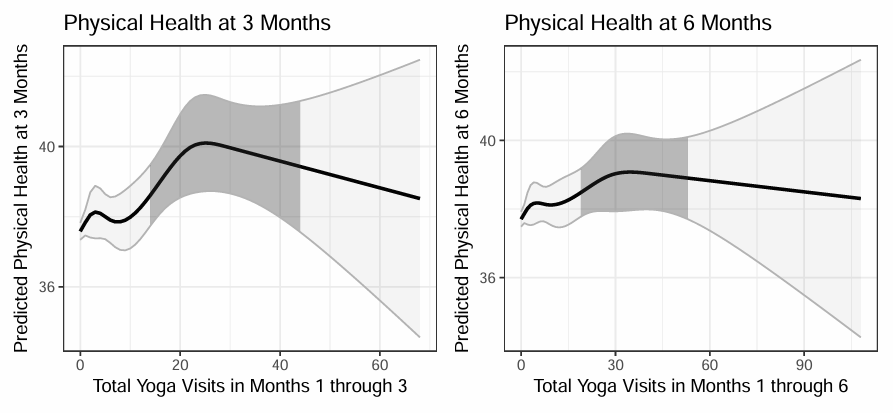 Physical Health at 3 Months
Predicted Physical Health at 3 Months
40
36
0 20 40 60
Total Yoga Visits in Months 1 through 3
Physical Health at 6 Months
Predicted Physical Health at 6 Months
40
36
0 30 60 90
Total Yoga Visits in Months 1 through 6